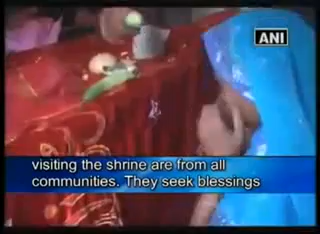 ANI
visiting the shrine are from all
communities. They seek blessings